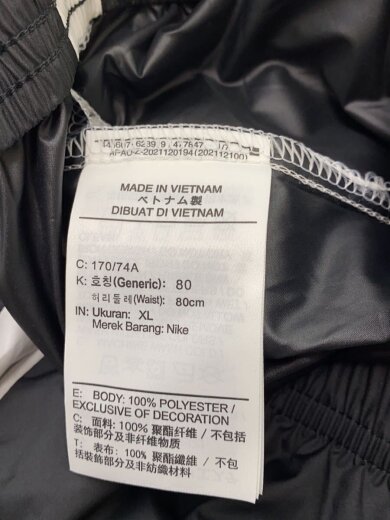 AFAO-Z-2021120194 (202112100)
MADE IN VIETNAM
ベトナム製
DIBUAT DI VIETNAM
C: 170/74A
K: 호칭(Generic): 80
허리둘레(Waist): 80cm
IN: Ukuran: XL
Merek Barang: Nike
E: BODY: 100% POLYESTER /
EXCLUSIVE OF DECORATION
C: 面料: 100% 聚酯纤维 / 不包括
装饰部分及非纤维物质
T: 表布: 100% 聚酯纖維 / 不包
括裝飾部分及非紡織材料